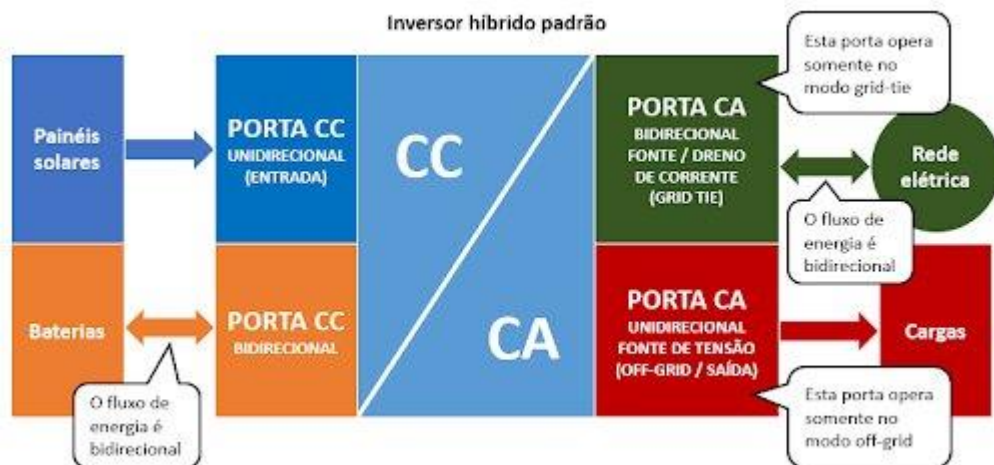 Inversor híbrido padrão
Esta porta opera
somente no
modo grid-tie
Painéis
solares
PORTA CC
UNIDIRECIONAL
(ENTRADA)
CC
PORTA CA
BIDIRECIONAL
FONTE / DRENO
DE CORRENTE
(GRID TIE)
Rede
elétrica
O fluxo de
energia é
bidirecional
Baterias
PORTA CC
BIDIRECIONAL
CA
PORTA CA
UNIDIRECIONAL
FONTE DE TENSÃO
(OFF-GRID / SAÍDA)
Cargas
O fluxo de
energia é
bidirecional
Esta porta opera
somente no
modo off-grid